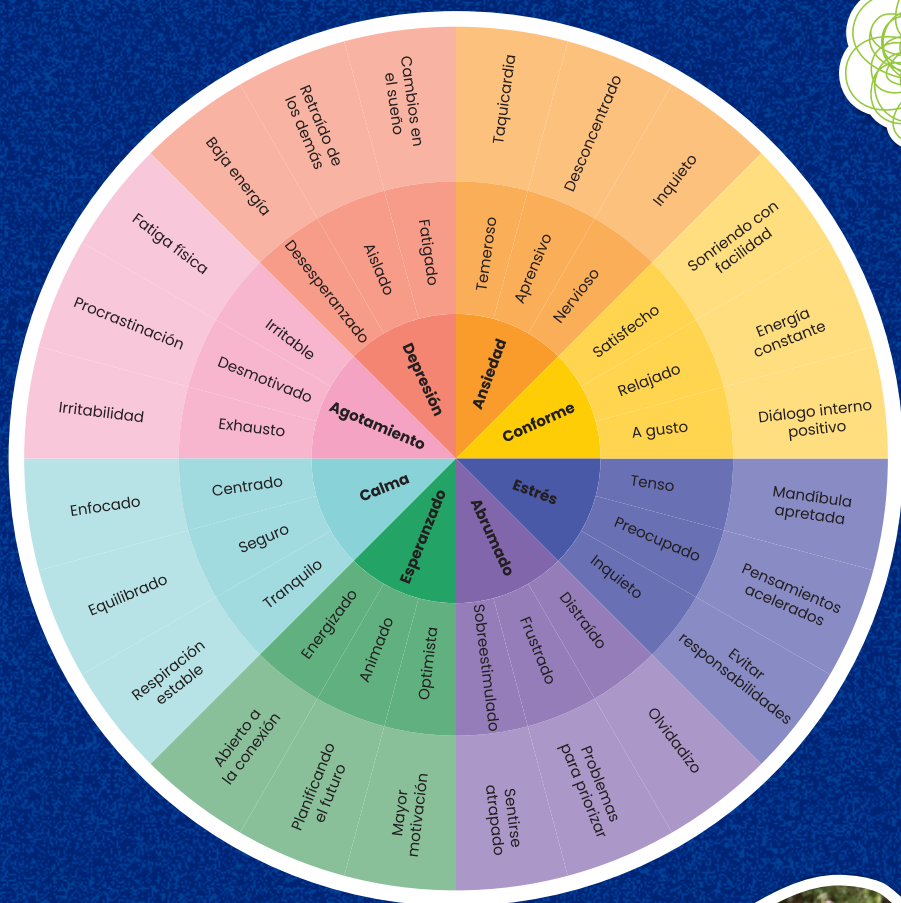 Ansiedad
Temeroso
Aprensivo
Nervioso
Taquicardia
Desconcentrado
Inquieto
Conforme
Satisfecho
Relajado
A gusto
Sonriendo con
facilidad
Energía
constante
Diálogo interno
positivo
Estrés
Tenso
Preocupado
Inquieto
Mandíbula
apretada
Pensamientos
acelerados
Evitar
responsabilidades
Abrumado
Distraído
Frustrado
Sobreestimulado
Olvidadizo
Problemas
para priorizar
Sentirse
atrapado
Esperanzado
Optimista
Animado
Energizado
Mayor
motivación
Planificando
el futuro
Abierto a
la conexión
Calma
Tranquilo
Seguro
Centrado
Respiración
estable
Equilibrado
Enfocado
Agotamiento
Exhausto
Desmotivado
Irritable
Irritabilidad
Procrastinación
Fatiga física
Depresión
Desesperanzado
Aislado
Fatigado
Baja energía
Retraído de
los demás
Cambios en
el sueño